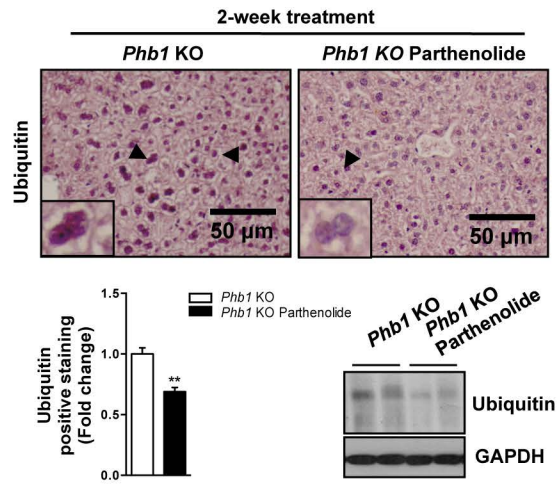 2-week treatment
Phb1 KO
Phb1 KO Parthenolide
Ubiquitin
50 µm
50 µm
1.5
1.0
0.5
0.0
Ubiquitin
positive staining
(Fold change)
**
Phb1 KO
Phb1 KO Parthenolide
Phb1 KO
Phb1 KO
Parthenolide
Ubiquitin
GAPDH